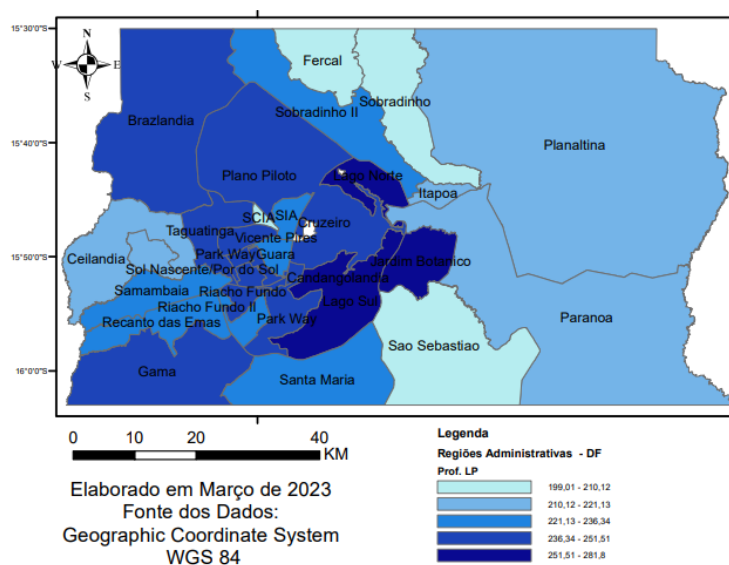 15°30'0"S
N
W E
S
Fercal
Sobradinho
Sobradinho II
Brazlandia
15°40'0"S
Planaltina
Plano Piloto
Lago Norte
Itapoa
SCIA
SIA
Cruzeiro
Taguatinga
Vicente Pires
15°50'0"S
Ceilandia
Park Way
Guara
Jardim Botanico
Sol Nascente/Por do Sol
Candangolandia
Samambaia
Riacho Fundo
Lago Sul
Riacho Fundo II
Recanto das Emas
Park Way
Paranoa
Sao Sebastiao
16°0'0"S
Gama
Santa Maria
0 10 20 40
KM
Elaborado em Março de 2023
Fonte dos Dados:
Geographic Coordinate System
WGS 84
Legenda
Regiões Administrativas - DF
Prof. LP
199,01 - 210,12
210,12 - 221,13
221,13 - 236,34
236,34 - 251,51
251,51 - 281,8